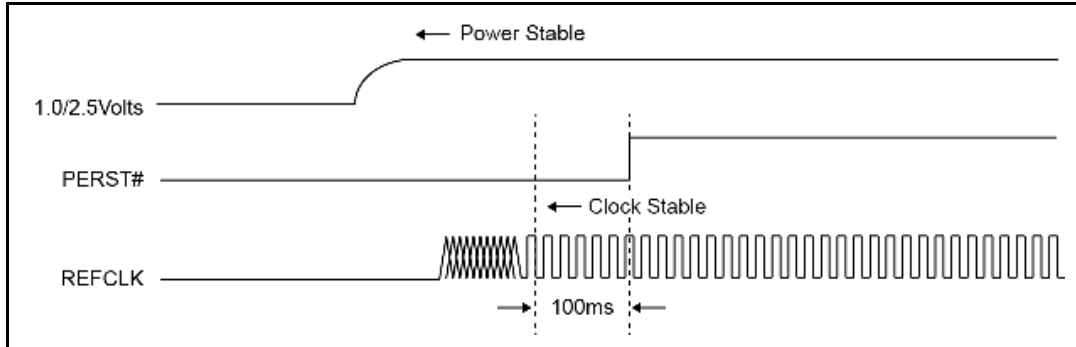 Power Stable
1.0/2.5Volts
PERST#
Clock Stable
REFCLK
100ms